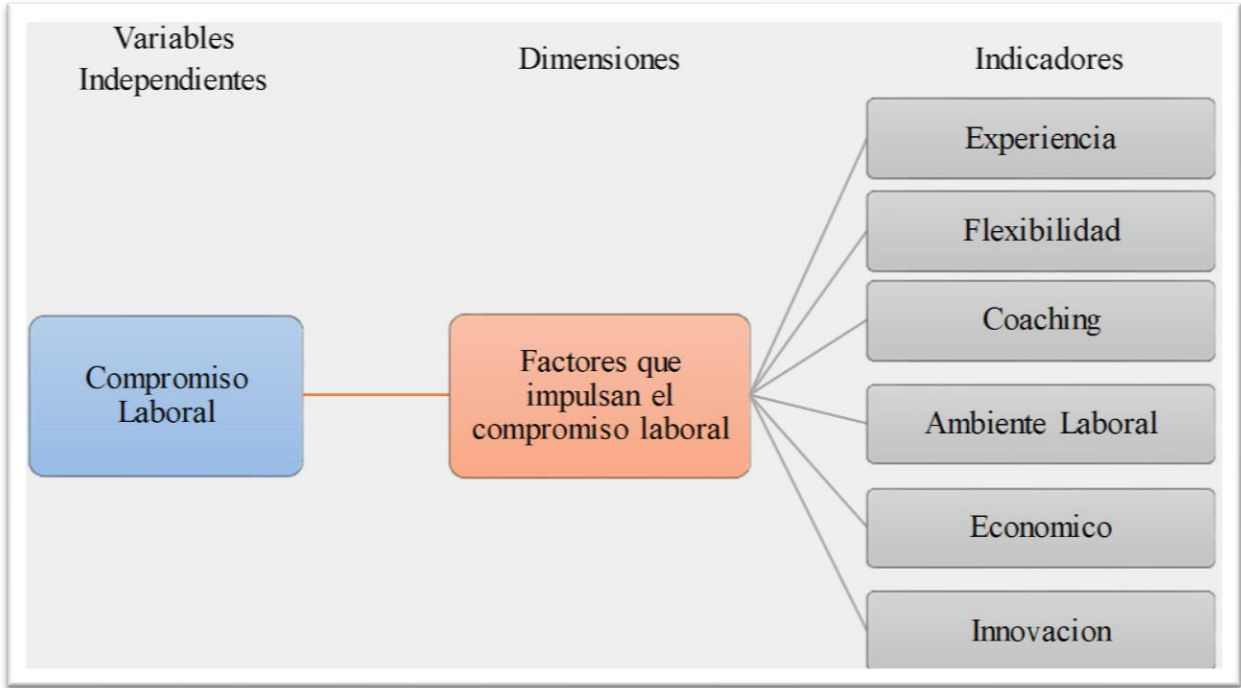 Variables
Independientes
Dimensiones
Indicadores
Compromiso
Laboral
Factores que
impulsan el
compromiso laboral
Experiencia
Flexibilidad
Coaching
Ambiente Laboral
Economico
Innovacion